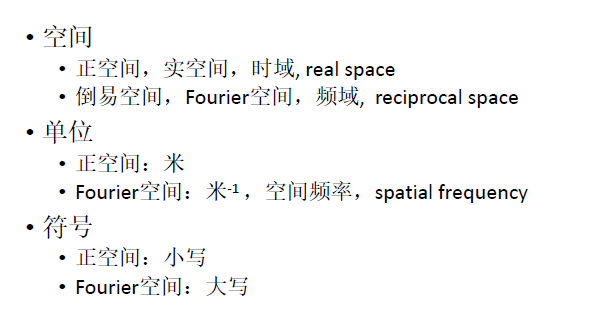 • 空间
• 正空间，实空间，时域, real space
• 倒易空间，Fourier空间，频域, reciprocal space
• 单位
• 正空间：米
• Fourier空间：米-1 ，空间频率，spatial frequency
• 符号
• 正空间：小写
• Fourier空间：大写